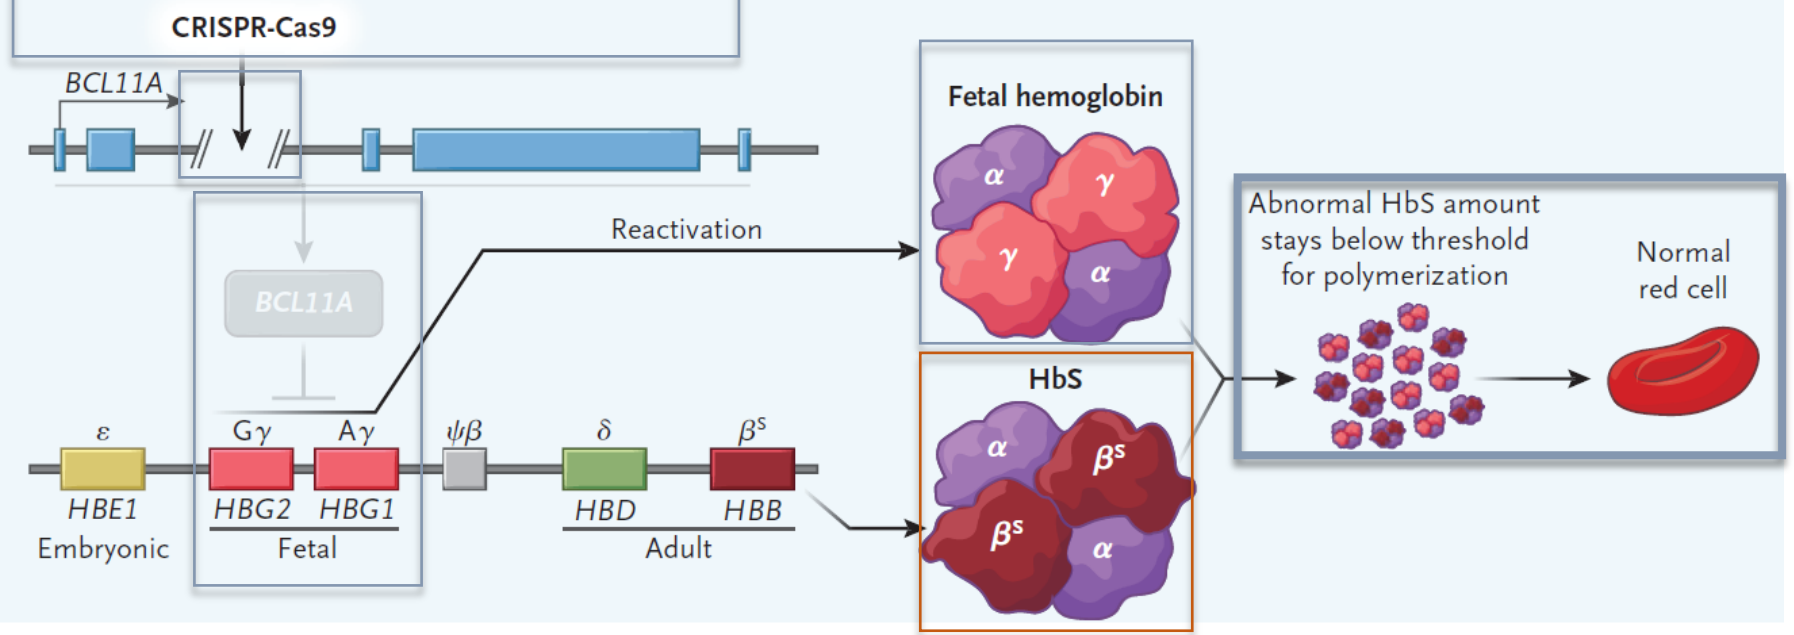 CRISPR-Cas9
BCL11A
Fetal hemoglobin
α
γ
γ
α
Reactivation
Abnormal HbS amount
stays below threshold
for polymerization
Normal
red cell
BCL11A
HbS
α
βˢ
βˢ
α
ε
Gγ
Aγ
ψβ
δ
βˢ
HBE1
HBG2
HBG1
HBD
HBB
Embryonic
Fetal
Adult